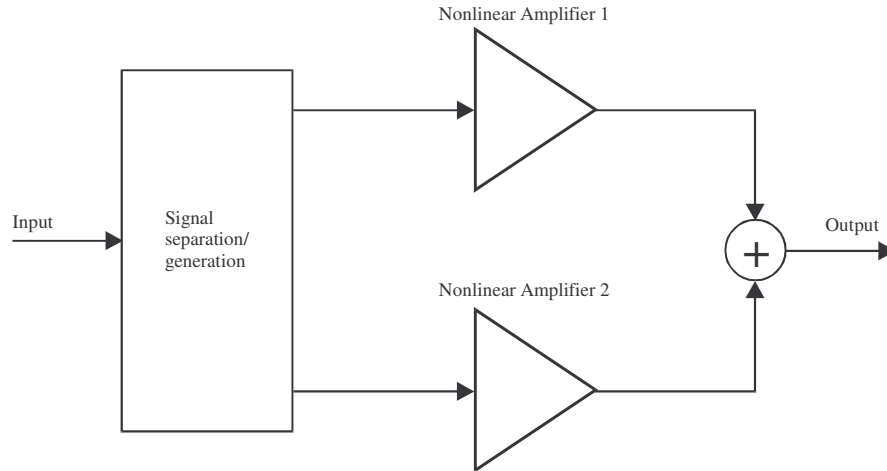 Nonlinear Amplifier 1
Input
Signal
separation/
generation
Output
Nonlinear Amplifier 2